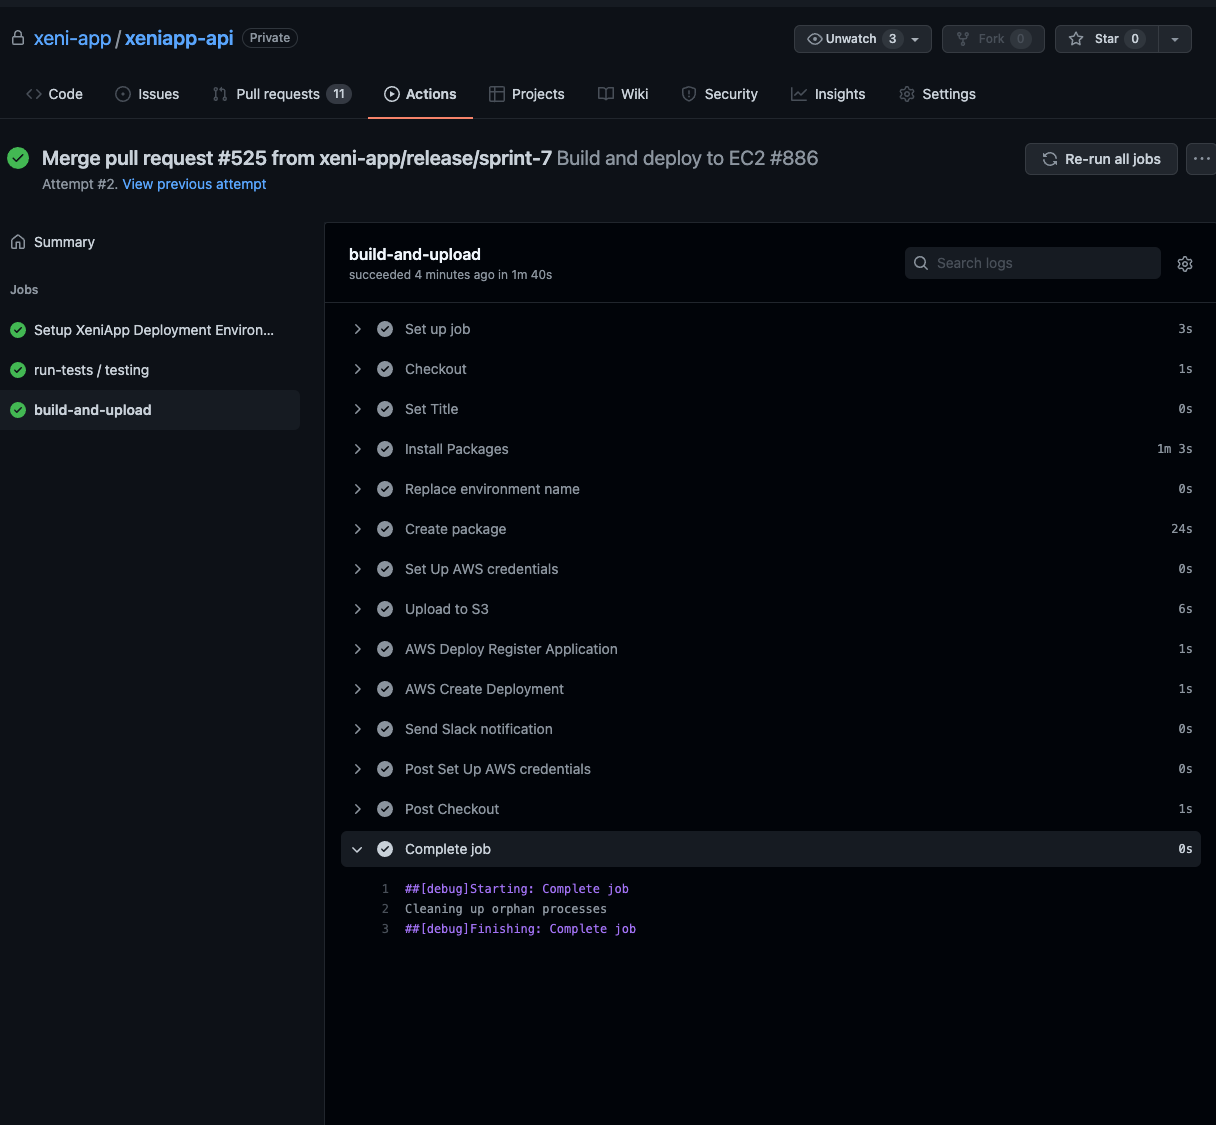 xeni-app / xeniapp-api Private
Unwatch 3 Fork 0 Star 0
Code Issues Pull requests 11 Actions Projects Wiki Security Insights Settings
Merge pull request #525 from xeni-app/release/sprint-7 Build and deploy to EC2 #886
Re-run all jobs ...
Attempt #2. View previous attempt
Summary
Jobs
Setup XeniApp Deployment Environ...
run-tests / testing
build-and-upload
build-and-upload
succeeded 4 minutes ago in 1m 40s
Search logs
Set up job 3s
Checkout 1s
Set Title 0s
Install Packages 1m 3s
Replace environment name 0s
Create package 24s
Set Up AWS credentials 0s
Upload to S3 6s
AWS Deploy Register Application 1s
AWS Create Deployment 1s
Send Slack notification 0s
Post Set Up AWS credentials 0s
Post Checkout 1s
Complete job 0s
1 ##[debug]Starting: Complete job
2 Cleaning up orphan processes
3 ##[debug]Finishing: Complete job